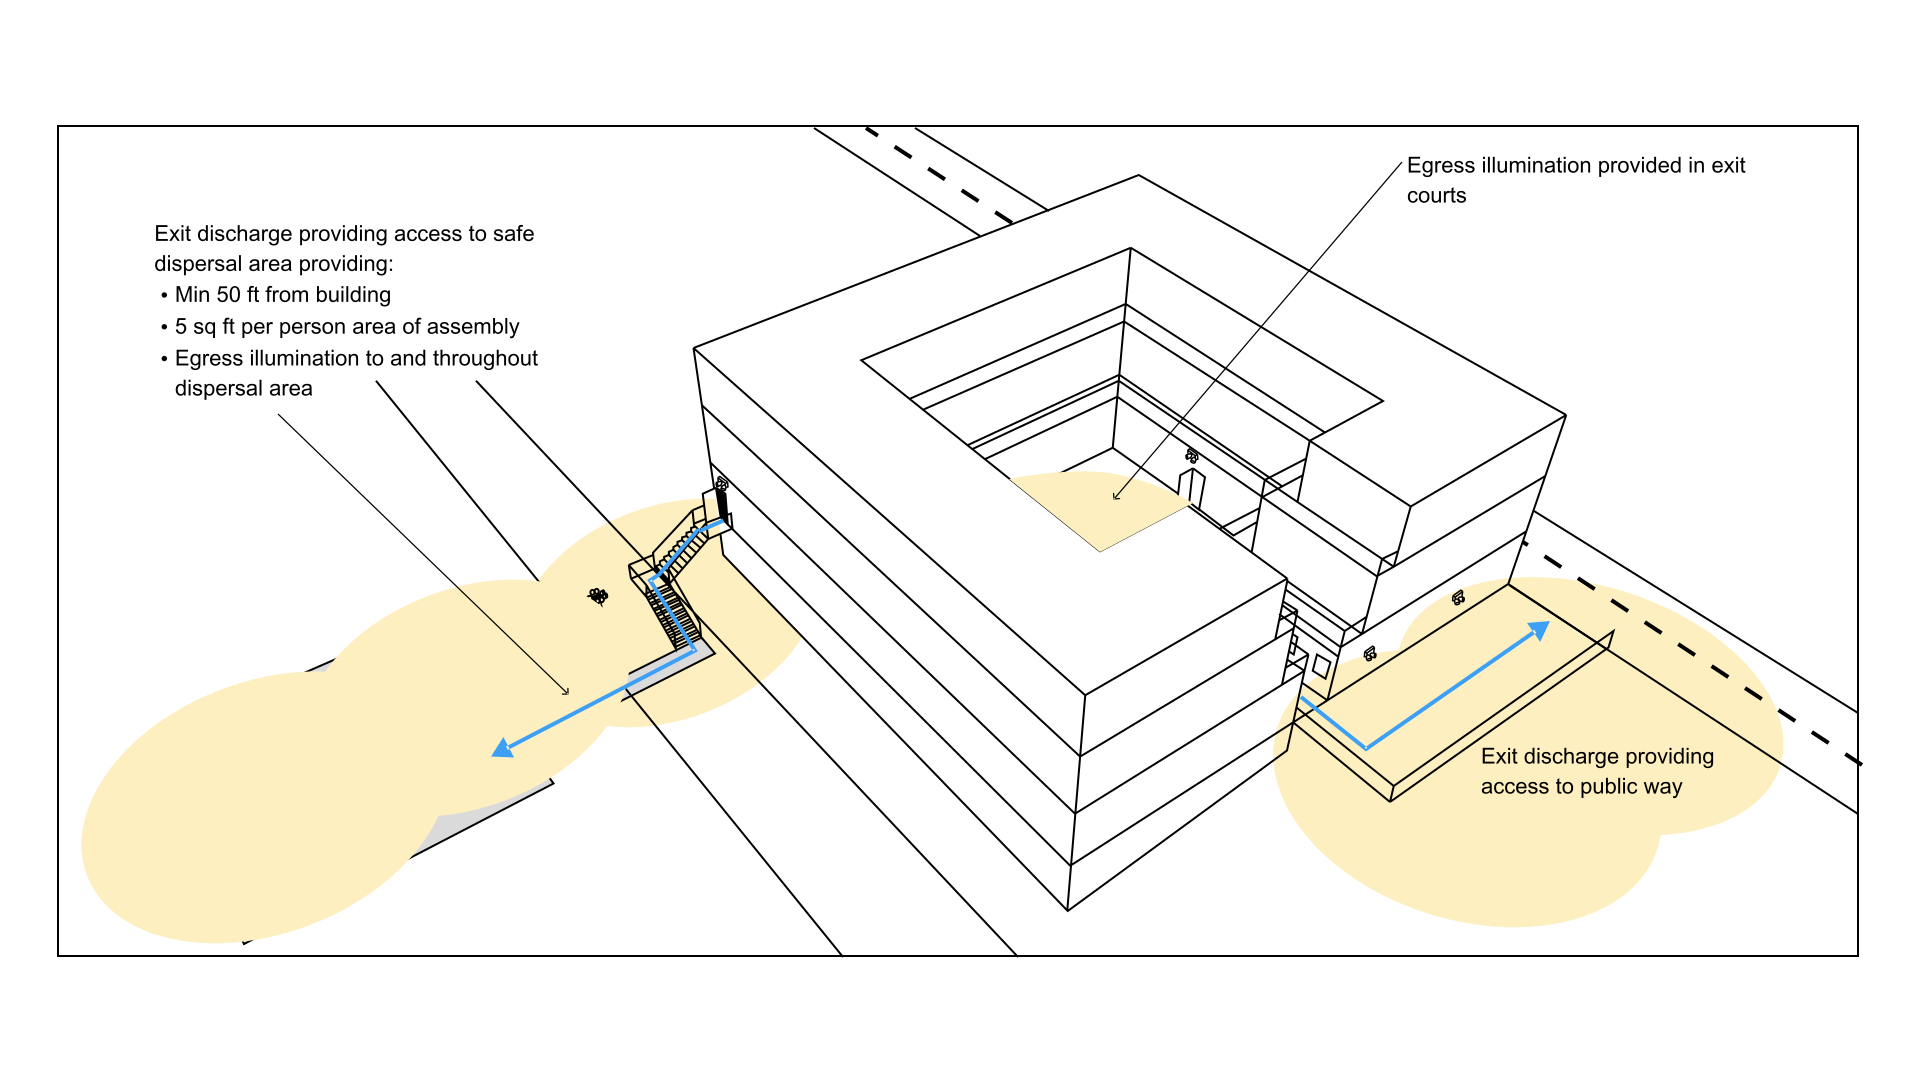 Egress illumination provided in exit
courts
Exit discharge providing access to safe
dispersal area providing:
• Min 50 ft from building
• 5 sq ft per person area of assembly
• Egress illumination to and throughout
dispersal area
Exit discharge providing
access to public way